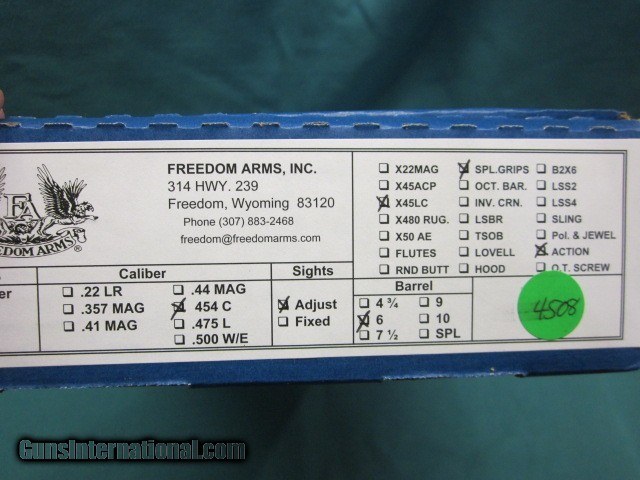 FREEDOM ARMS, INC.
314 HWY. 239
Freedom, Wyoming 83120
Phone (307) 883-2468
freedom@freedomarms.com
FA
EDOM ARMS ®
X22MAG SPL.GRIPS B2X6
X45ACP OCT. BAR. LSS2
X45LC INV. CRN. LSS4
X480 RUG. LSBR SLING
X50 AE TSOB Pol. & JEWEL
FLUTES LOVELL ACTION
RND BUTT HOOD O.T. SCREW
er
Caliber
.22 LR .44 MAG
.357 MAG 454 C
.41 MAG .475 L
.500 W/E
Sights
Adjust
Fixed
Barrel
4 ¾ 9
6 10
7 ½ SPL
4508
GunsInternational.com